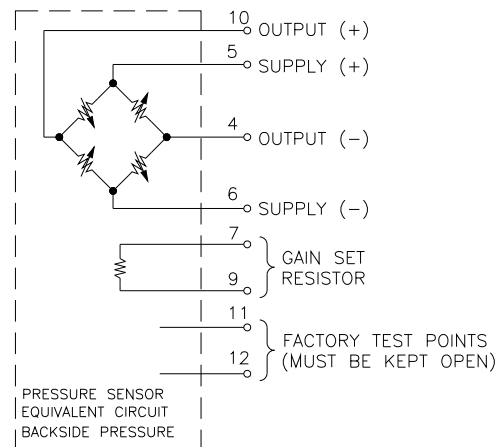 10
OUTPUT (+)
5
SUPPLY (+)
4
OUTPUT (-)
6
SUPPLY (-)
7
GAIN SET
RESISTOR
9
11
FACTORY TEST POINTS
(MUST BE KEPT OPEN)
12
PRESSURE SENSOR
EQUIVALENT CIRCUIT
BACKSIDE PRESSURE